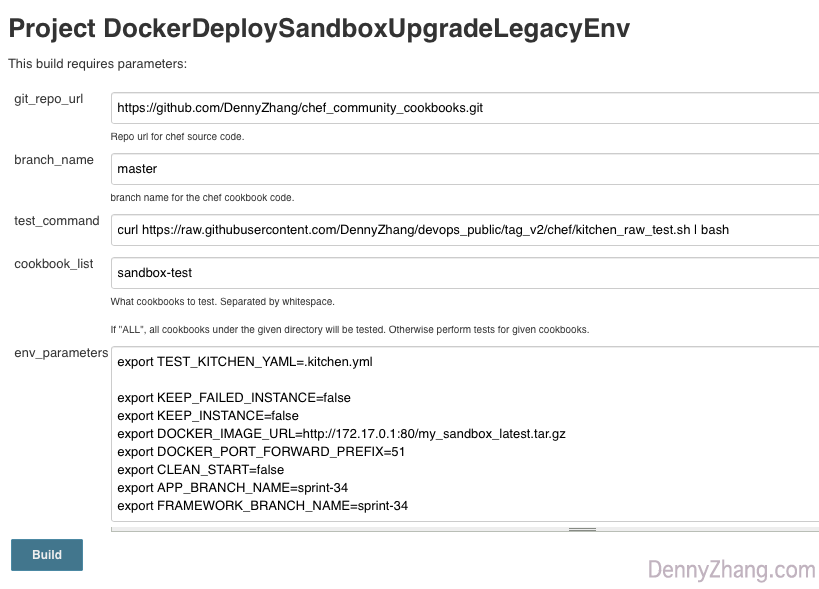 Project DockerDeploySandboxUpgradeLegacyEnv
This build requires parameters:
git_repo_url
https://github.com/DennyZhang/chef_community_cookbooks.git
Repo url for chef source code.
branch_name
master
branch name for the chef cookbook code.
test_command
curl https://raw.githubusercontent.com/DennyZhang/devops_public/tag_v2/chef/kitchen_raw_test.sh | bash
cookbook_list
sandbox-test
What cookbooks to test. Separated by whitespace.
If "ALL", all cookbooks under the given directory will be tested. Otherwise perform tests for given cookbooks.
env_parameters
export TEST_KITCHEN_YAML=.kitchen.yml
export KEEP_FAILED_INSTANCE=false
export KEEP_INSTANCE=false
export DOCKER_IMAGE_URL=http://172.17.0.1:80/my_sandbox_latest.tar.gz
export DOCKER_PORT_FORWARD_PREFIX=51
export CLEAN_START=false
export APP_BRANCH_NAME=sprint-34
export FRAMEWORK_BRANCH_NAME=sprint-34
Build
DennyZhang.com